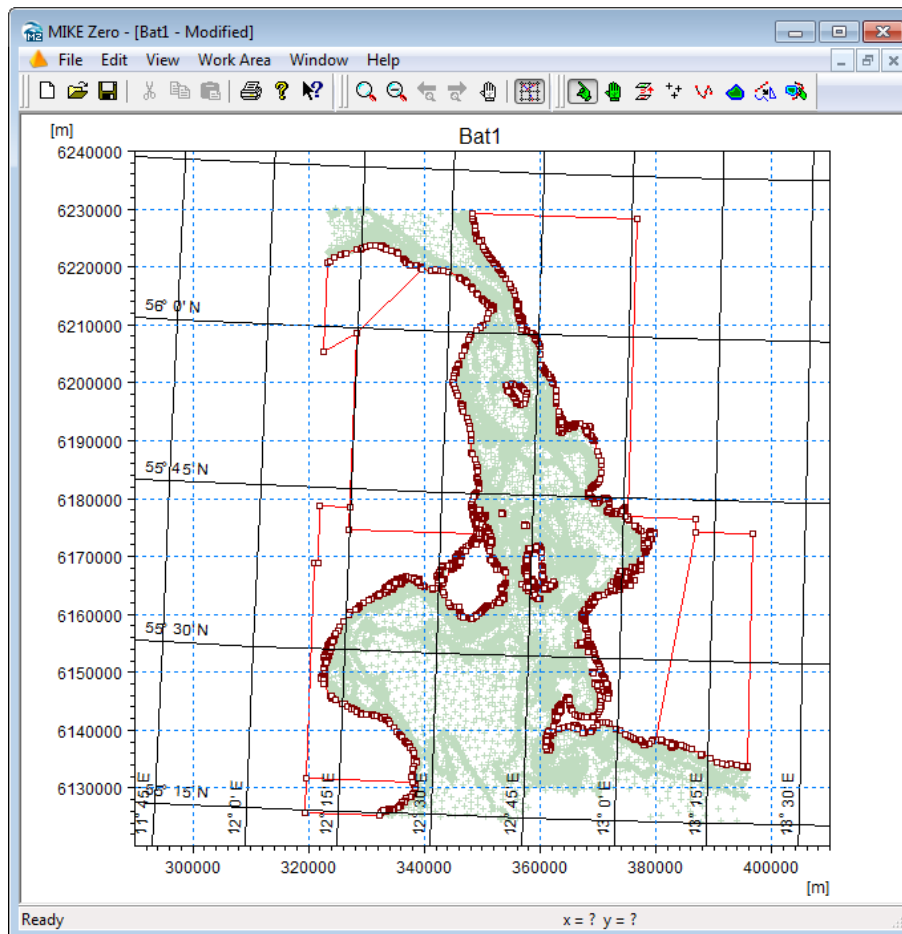 MIKE Zero - [Bat1 - Modified]
File Edit View Work Area Window Help
Bat1
[m]
6240000
6230000
6220000
6210000
6200000
6190000
6180000
6170000
6160000
6150000
6140000
6130000
56° 0' N
55° 45' N
55° 30' N
55° 15' N
11° 45' E
12° 0' E
12° 15' E
12° 30' E
12° 45' E
13° 0' E
13° 15' E
13° 30' E
300000 320000 340000 360000 380000 400000
[m]
Ready x = ? y = ?